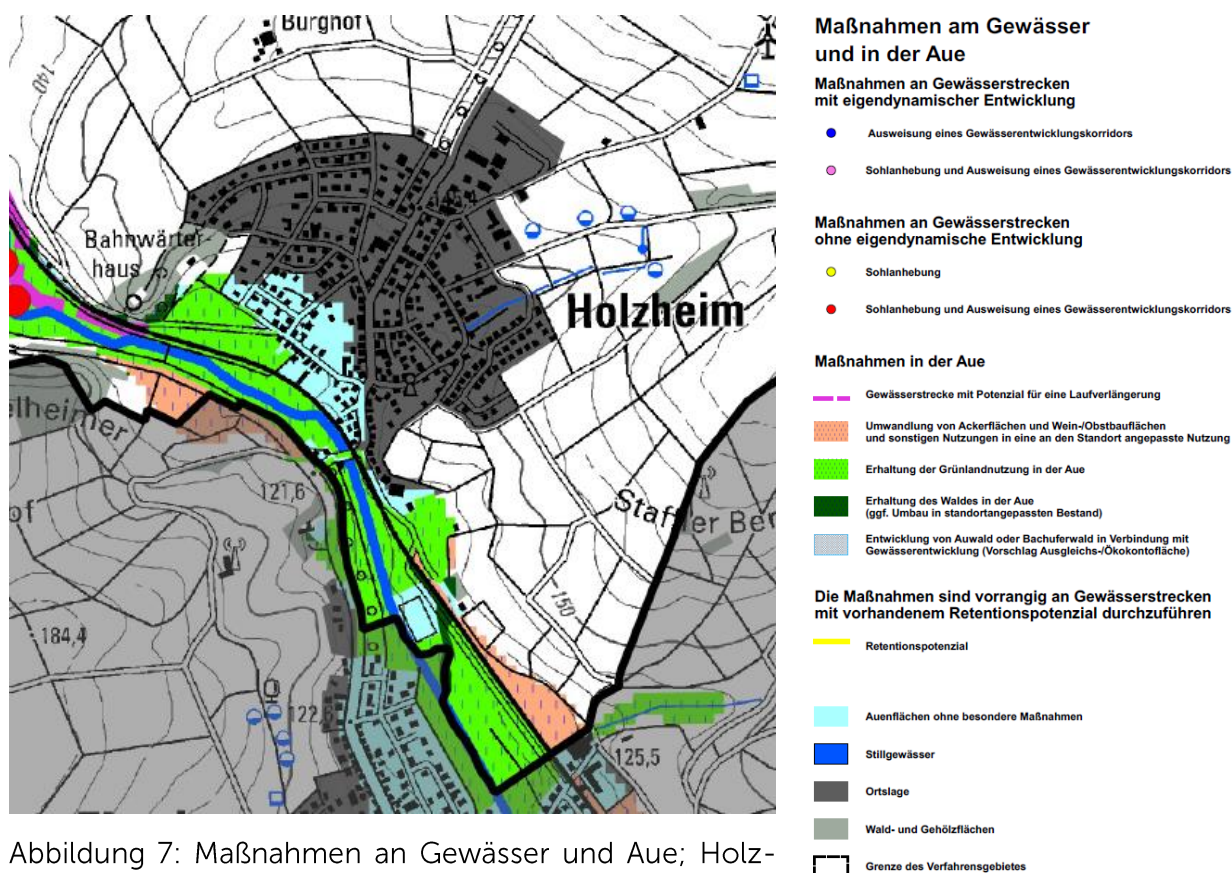 Burghof
140
Bahnwärter-
haus
Holzheim
elheimer
121,6
of
Staffler Ber
184,4
150
122,6
125,5
Abbildung 7: Maßnahmen an Gewässer und Aue; Holz-
Maßnahmen am Gewässer
und in der Aue
Maßnahmen an Gewässerstrecken
mit eigendynamischer Entwicklung
Ausweisung eines Gewässerentwicklungskorridors
Sohlanhebung und Ausweisung eines Gewässerentwicklungskorridors
Maßnahmen an Gewässerstrecken
ohne eigendynamische Entwicklung
Sohlanhebung
Sohlanhebung und Ausweisung eines Gewässerentwicklungskorridors
Maßnahmen in der Aue
Gewässerstrecke mit Potenzial für eine Laufverlängerung
Umwandlung von Ackerflächen und Wein-/Obstbauflächen
und sonstigen Nutzungen in eine an den Standort angepasste Nutzung
Erhaltung der Grünlandnutzung in der Aue
Erhaltung des Waldes in der Aue
(ggf. Umbau in standortangepassten Bestand)
Entwicklung von Auwald oder Bachuferwald in Verbindung mit
Gewässerentwicklung (Vorschlag Ausgleichs-/Ökokontofläche)
Die Maßnahmen sind vorrangig an Gewässerstrecken
mit vorhandenem Retentionspotenzial durchzuführen
Retentionspotenzial
Auenflächen ohne besondere Maßnahmen
Stillgewässer
Ortslage
Wald- und Gehölzflächen
Grenze des Verfahrensgebietes